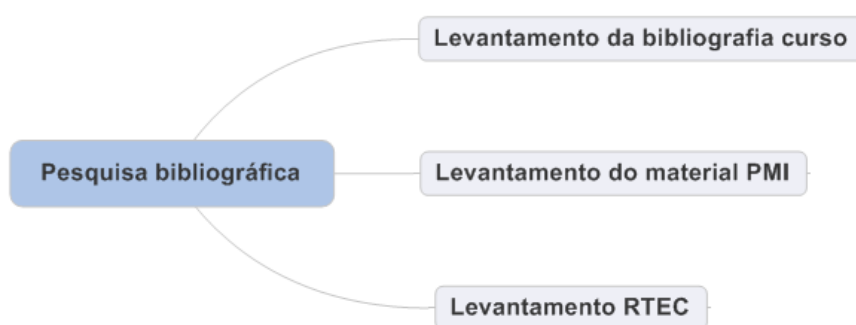 Levantamento da bibliografia curso
Pesquisa bibliográfica
Levantamento do material PMI
Levantamento RTEC